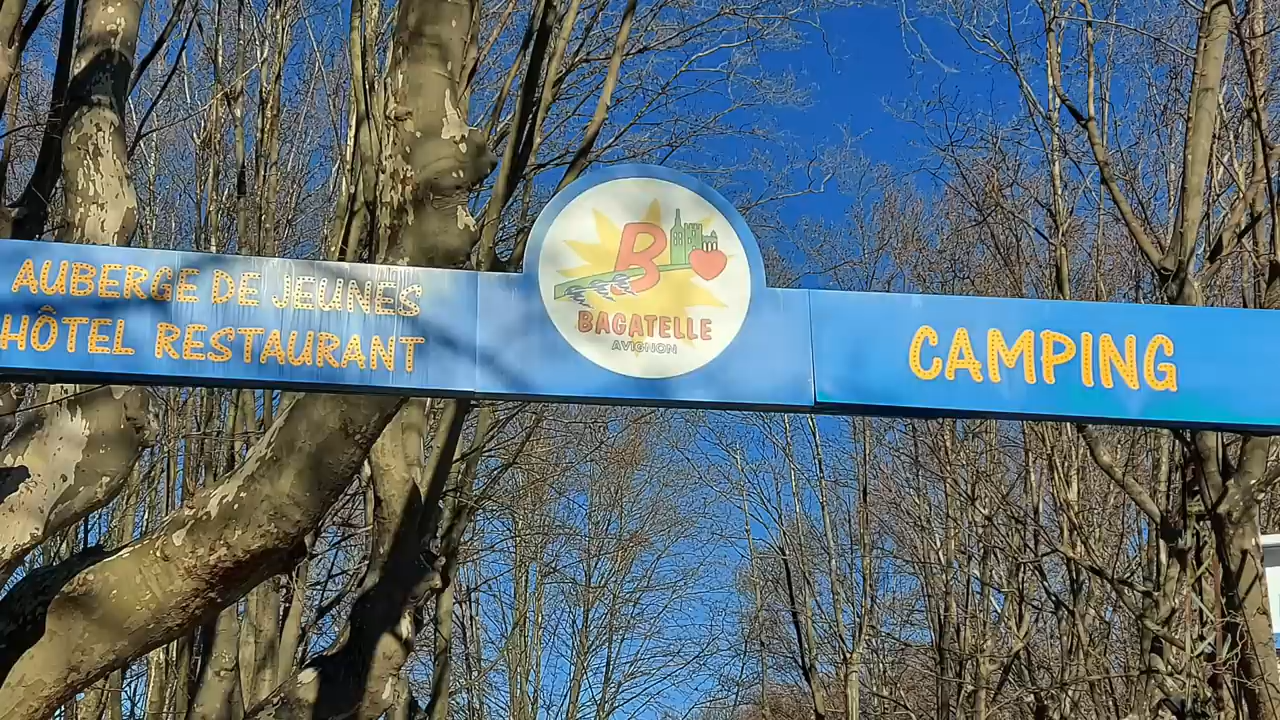 AUBERGE DE JEUNES
HÔTEL RESTAURANT
B
BAGATELLE
AVIGNON
CAMPING